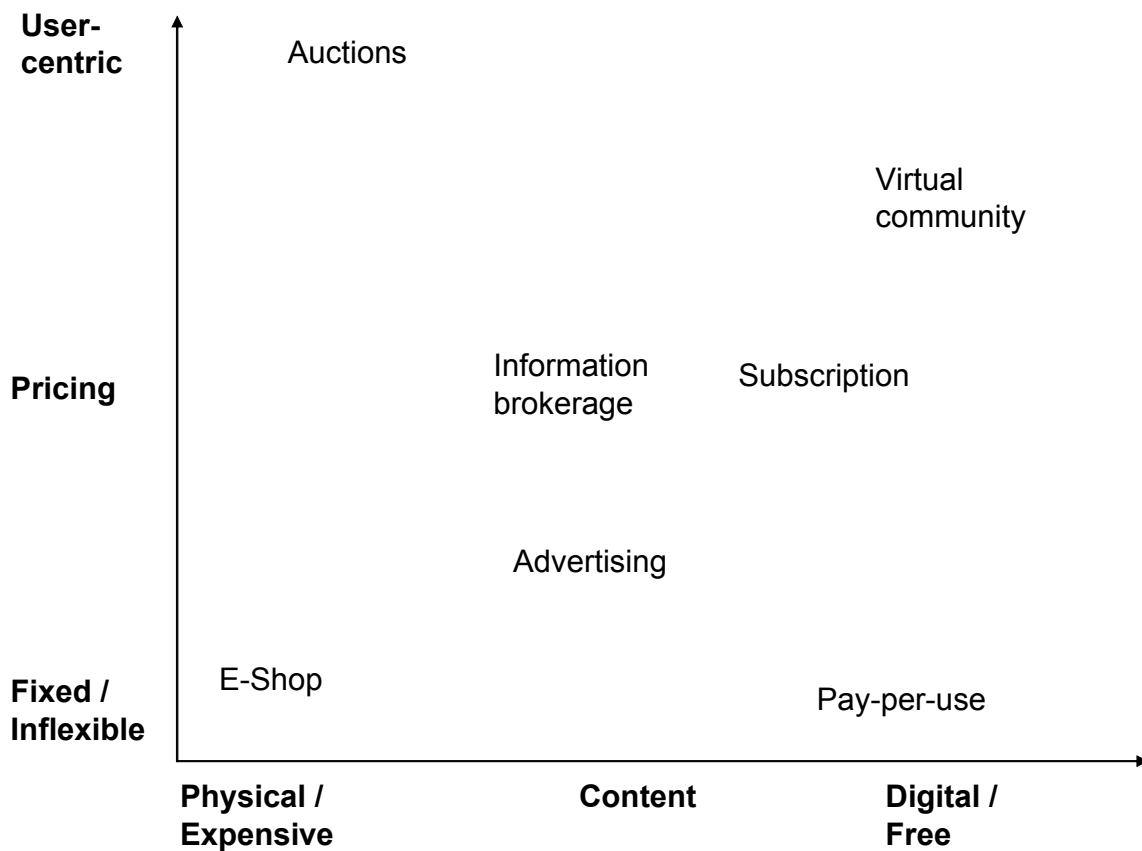 User-
centric
Auctions
Virtual
community
Pricing
Information
brokerage
Subscription
Advertising
Fixed /
Inflexible
E-Shop
Pay-per-use
Physical /
Expensive
Content
Digital /
Free